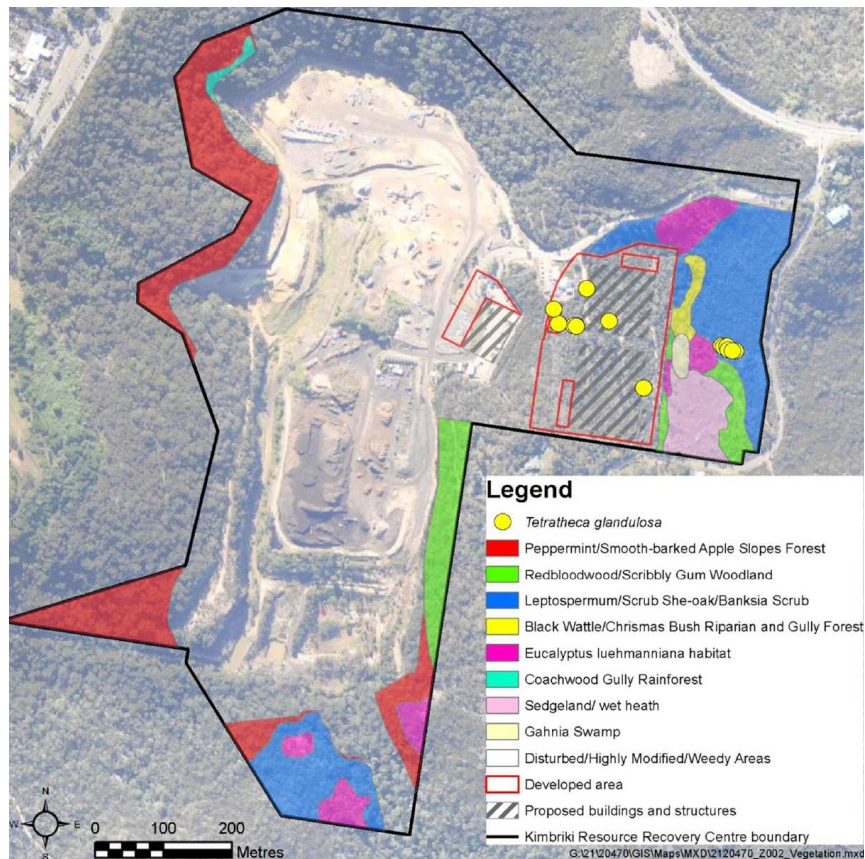 Legend
Tetratheca glandulosa
Peppermint/Smooth-barked Apple Slopes Forest
Redbloodwood/Scribbly Gum Woodland
Leptospermum/Scrub She-oak/Banksia Scrub
Black Wattle/Chrismas Bush Riparian and Gully Forest
Eucalyptus luehmanniana habitat
Coachwood Gully Rainforest
Sedgeland/ wet heath
Gahnia Swamp
Disturbed/Highly Modified/Weedy Areas
Developed area
Proposed buildings and structures
Kimbriki Resource Recovery Centre boundary
N
W E
S
0 100 200
Metres
G:\21\20470\GIS\Maps\MXD\2120470_Z002_Vegetation.mxd